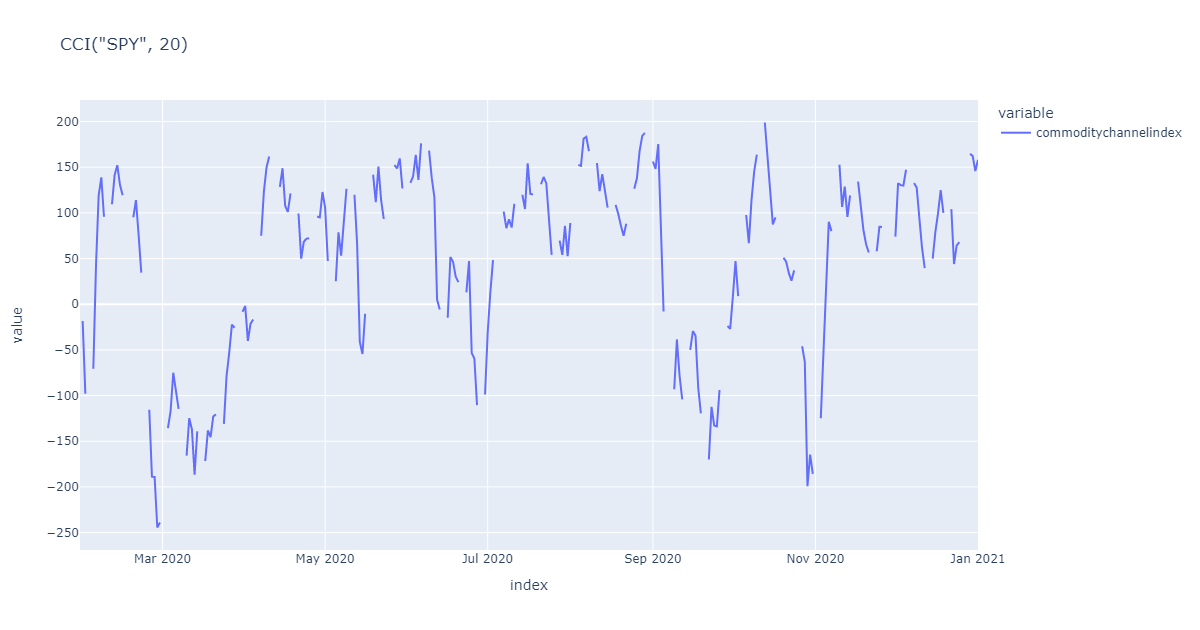 CCI("SPY", 20)
variable
commoditychannelindex
value
200
150
100
50
0
−50
−100
−150
−200
−250
Mar 2020
May 2020
Jul 2020
Sep 2020
Nov 2020
Jan 2021
index